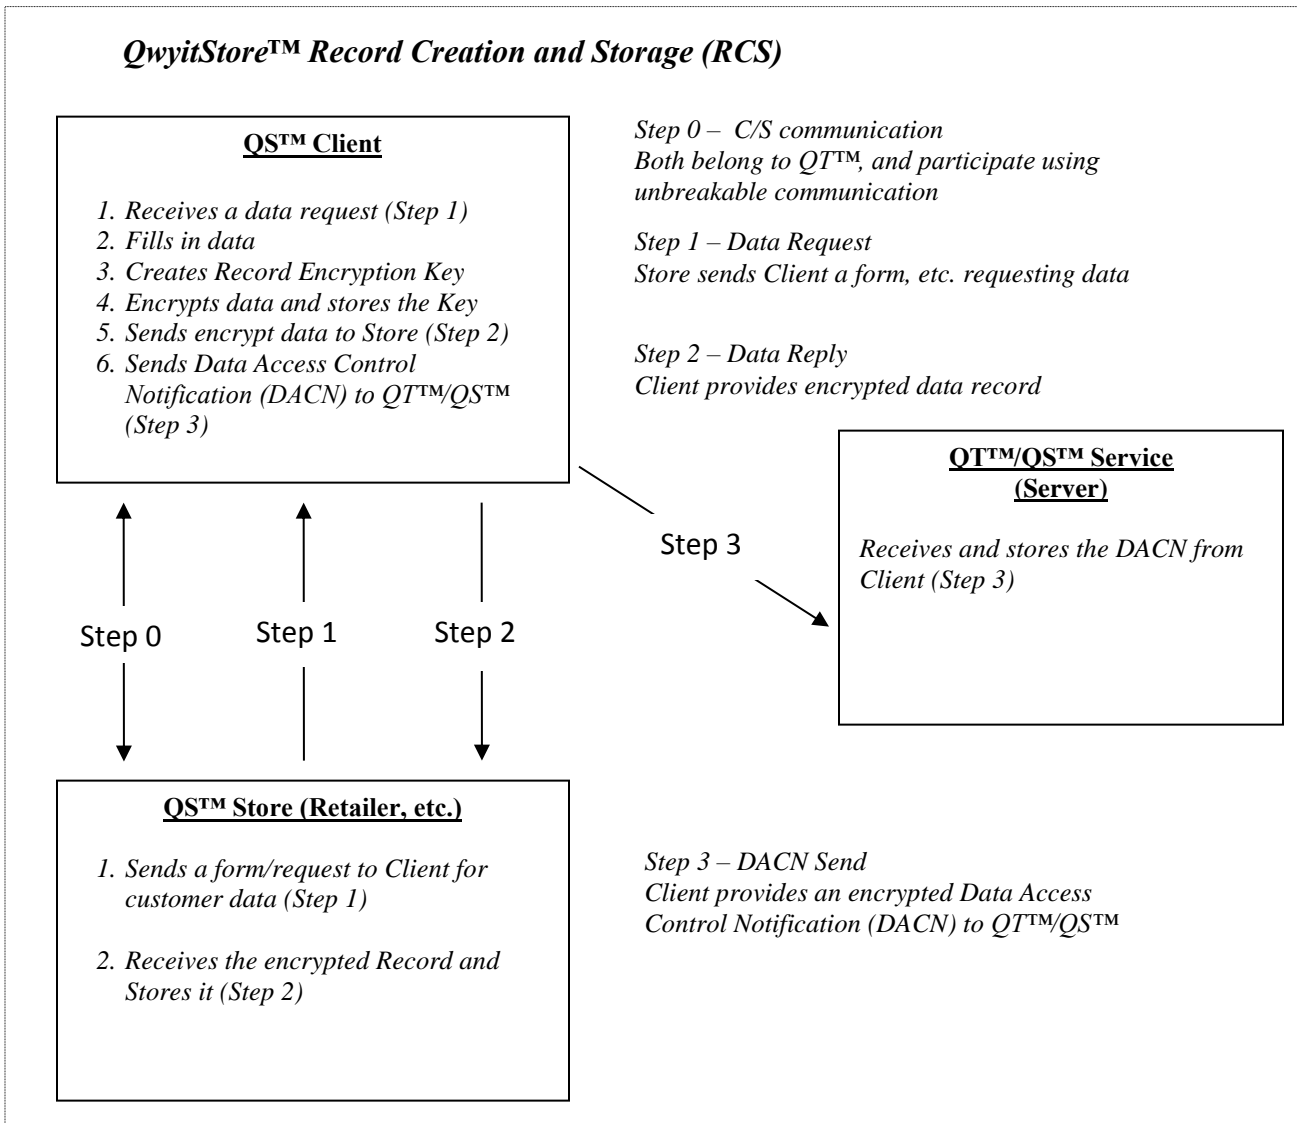 QwyitStore™ Record Creation and Storage (RCS)
QS™ Client
1. Receives a data request (Step 1)
2. Fills in data
3. Creates Record Encryption Key
4. Encrypts data and stores the Key
5. Sends encrypt data to Store (Step 2)
6. Sends Data Access Control
Notification (DACN) to QT™/QS™
(Step 3)
Step 0 – C/S communication
Both belong to QT™, and participate using
unbreakable communication
Step 1 – Data Request
Store sends Client a form, etc. requesting data
Step 2 – Data Reply
Client provides encrypted data record
QT™/QS™ Service
(Server)
Receives and stores the DACN from
Client (Step 3)
Step 3
Step 0
Step 1
Step 2
QS™ Store (Retailer, etc.)
1. Sends a form/request to Client for
customer data (Step 1)
2. Receives the encrypted Record and
Stores it (Step 2)
Step 3 – DACN Send
Client provides an encrypted Data Access
Control Notification (DACN) to QT™/QS™